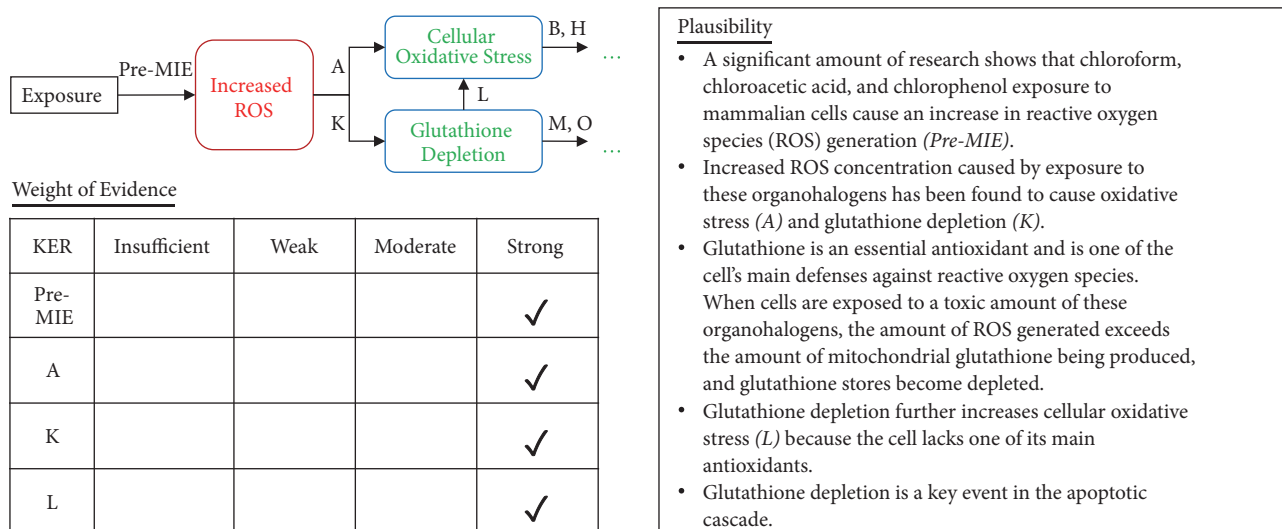 Exposure
Pre-MIE
Increased
ROS
A
K
Cellular
Oxidative Stress
L
Glutathione
Depletion
B, H
...
M, O
...
Weight of Evidence
KER Insufficient Weak Moderate Strong
Pre-
MIE ✓
A ✓
K ✓
L ✓
Plausibility
• A significant amount of research shows that chloroform,
chloroacetic acid, and chlorophenol exposure to
mammalian cells cause an increase in reactive oxygen
species (ROS) generation (Pre-MIE).
• Increased ROS concentration caused by exposure to
these organohalogens has been found to cause oxidative
stress (A) and glutathione depletion (K).
• Glutathione is an essential antioxidant and is one of the
cell's main defenses against reactive oxygen species.
When cells are exposed to a toxic amount of these
organohalogens, the amount of ROS generated exceeds
the amount of mitochondrial glutathione being produced,
and glutathione stores become depleted.
• Glutathione depletion further increases cellular oxidative
stress (L) because the cell lacks one of its main
antioxidants.
• Glutathione depletion is a key event in the apoptotic
cascade.